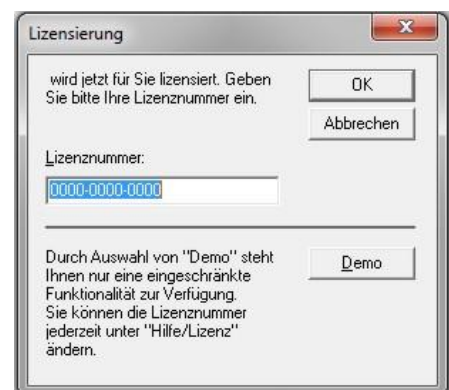 Lizensierung
wird jetzt für Sie lizensiert. Geben
Sie bitte Ihre Lizenznummer ein.
OK
Abbrechen
Lizenznummer:
0000-0000-0000
Durch Auswahl von "Demo" steht
Ihnen nur eine eingeschränkte
Funktionalität zur Verfügung.
Sie können die Lizenznummer
jederzeit unter "Hilfe/Lizenz"
ändern.
Demo